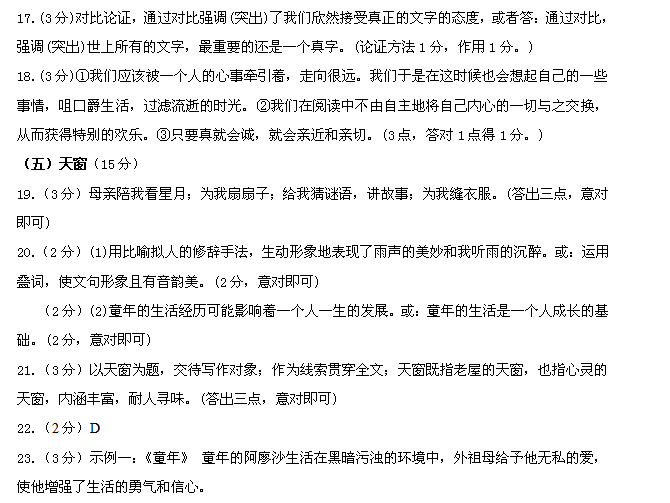 17.(3分)对比论证，通过对比强调(突出)了我们欣然接受真正的文字的态度，或者答：通过对比，
强调(突出)世上所有的文字，最重要的还是一个真字。(论证方法1分，作用1分。)
18.(3分)①我们应该被一个人的心事牵引着，走向很远。我们于是在这时候也会想起自己的一些
事情，咀口爵生活，过滤流逝的时光。②我们在阅读中不由自主地将自己内心的一切与之交换，
从而获得特别的欢乐。③只要真就会诚，就会亲近和亲切。(3点，答对1点得1分。)
（五）天窗(15分)
19.（3分）母亲陪我看星月；为我扇扇子；给我猜谜语，讲故事；为我缝衣服。(答出三点，意对
即可)
20.（2分）(1)用比喻拟人的修辞手法，生动形象地表现了雨声的美妙和我听雨的沉醉。或：运用
叠词，使文句形象且有音韵美。(2分，意对即可)
（2分）(2)童年的生活经历可能影响着一个人一生的发展。或：童年的生活是一个人成长的基
础。(2分，意对即可)
21.（3分）以天窗为题，交待写作对象；作为线索贯穿全文；天窗既指老屋的天窗，也指心灵的
天窗，内涵丰富，耐人寻味。(答出三点，意对即可)
22.（2分）D
23.（3分）示例一：《童年》 童年的阿廖沙生活在黑暗污浊的环境中，外祖母给予他无私的爱，
使他增强了生活的勇气和信心。